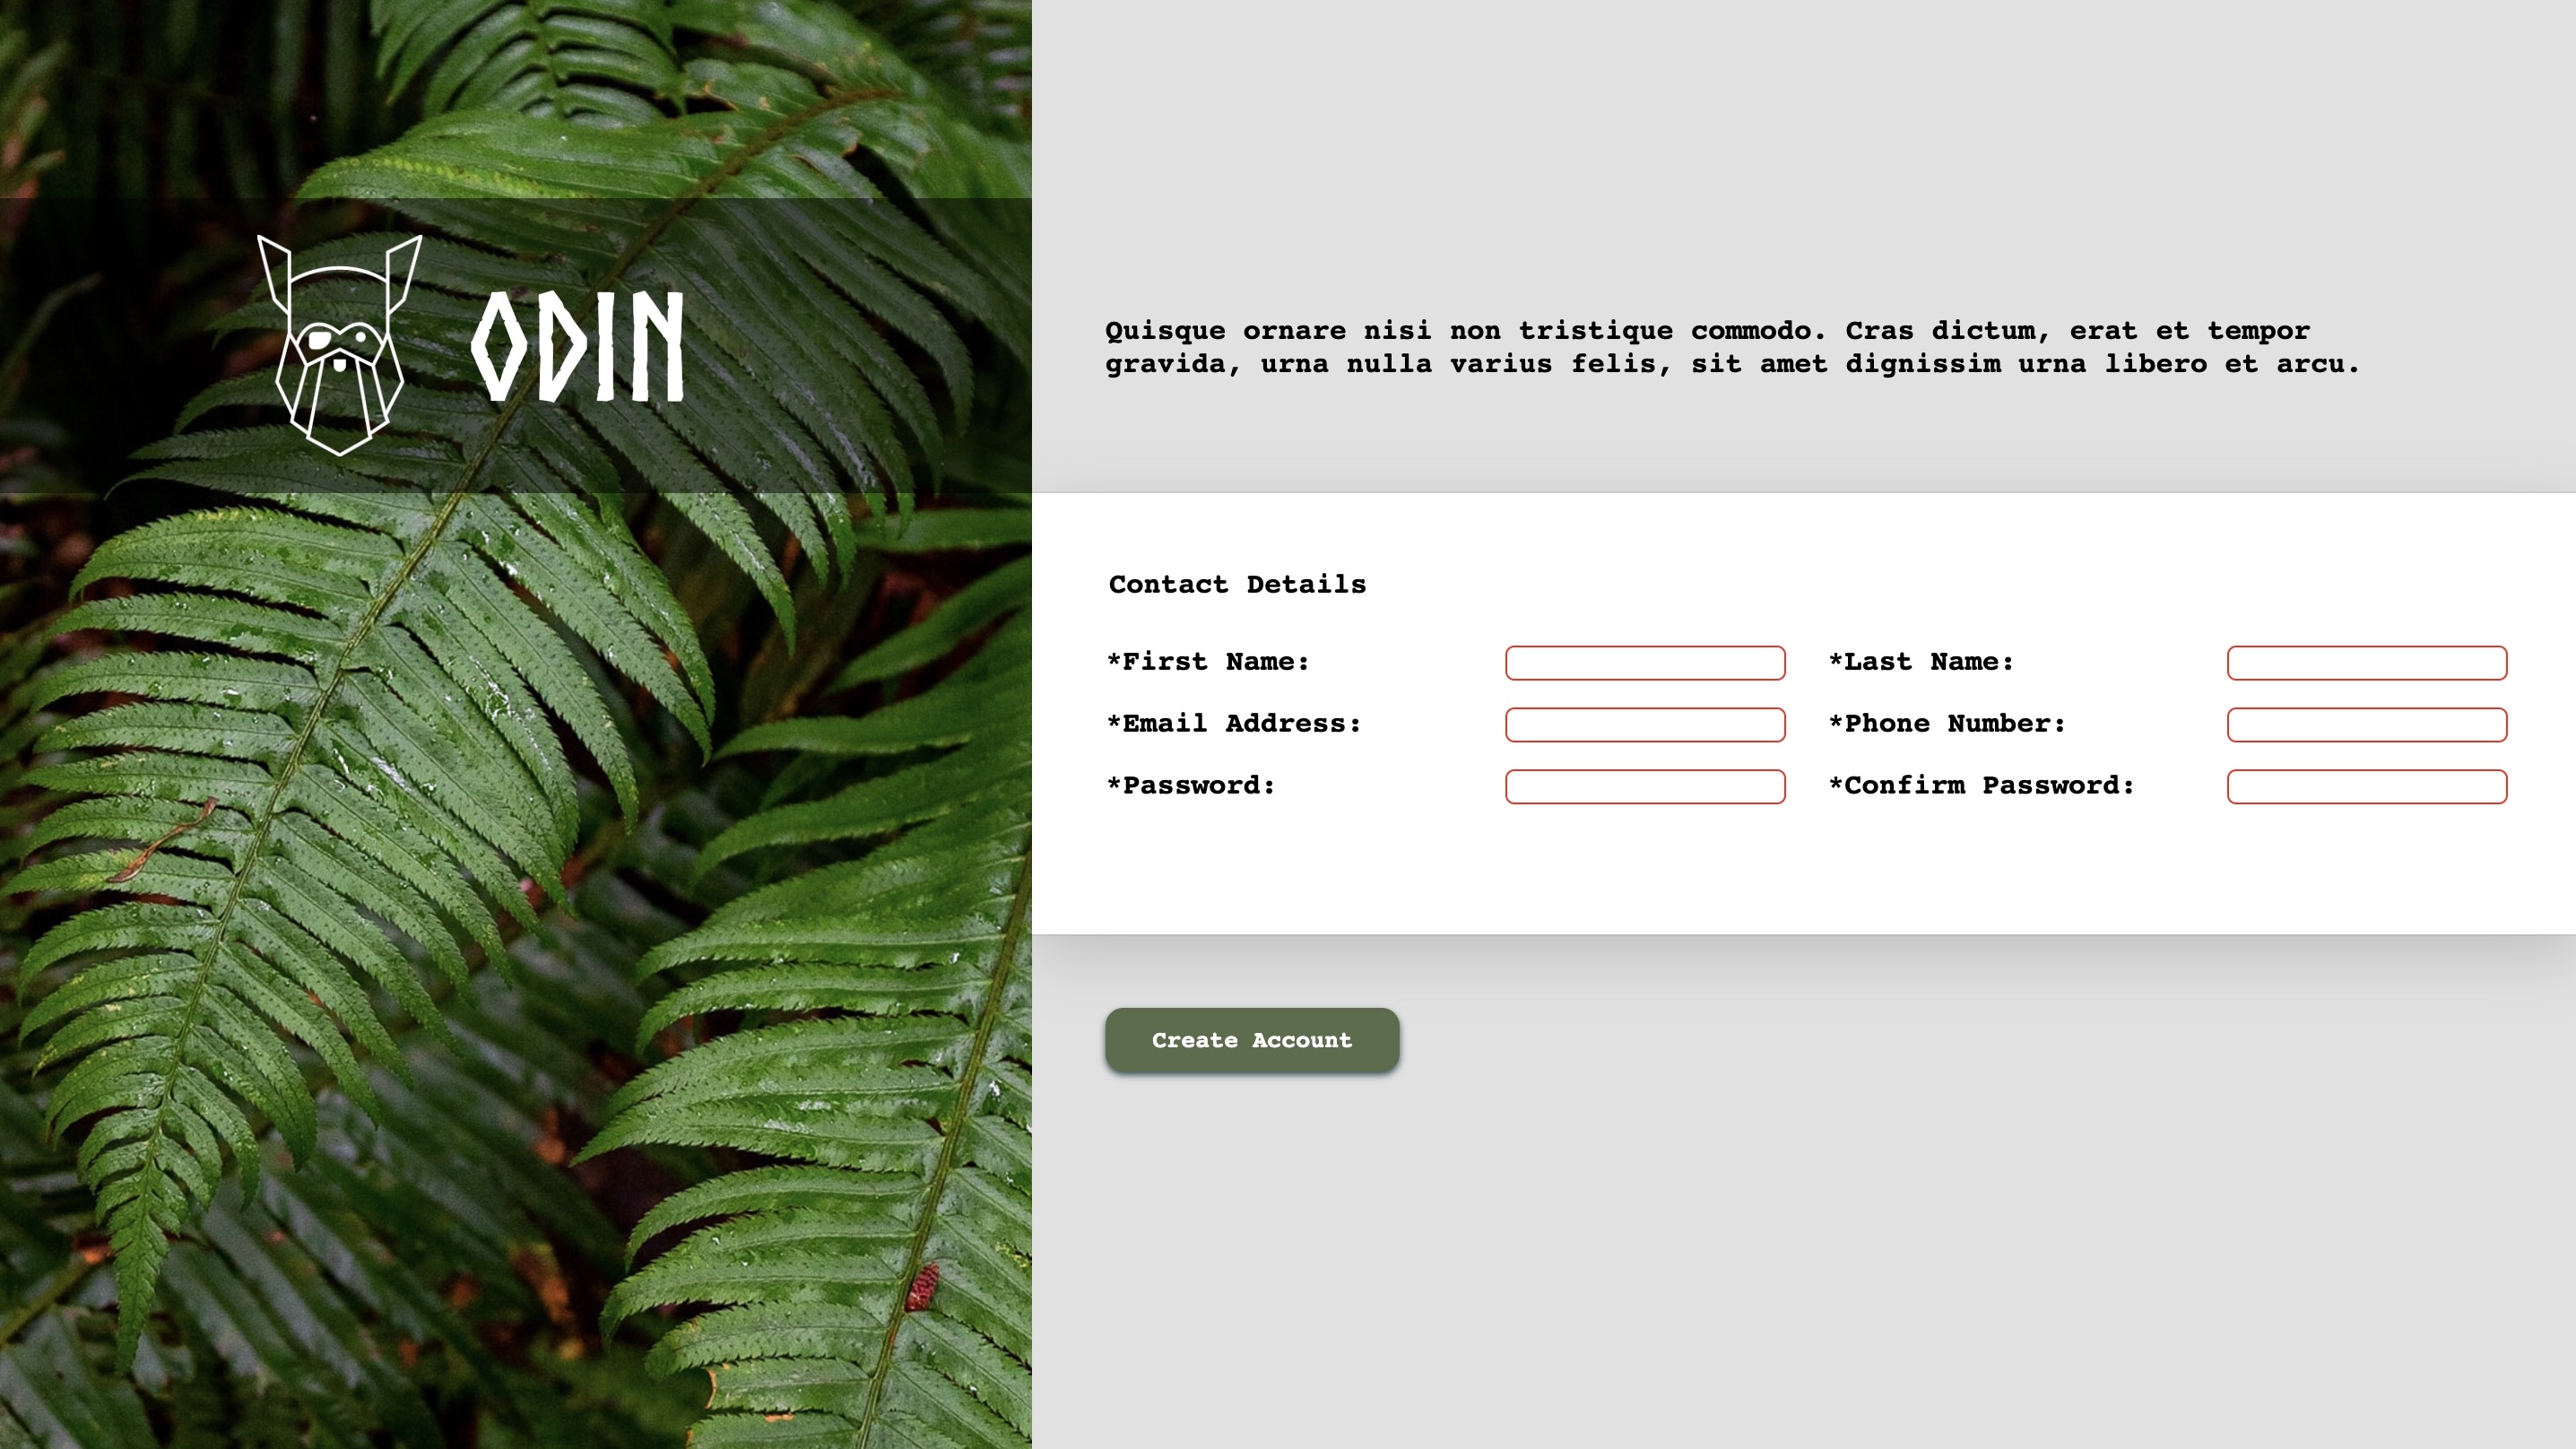 ODIN
Quisque ornare nisi non tristique commodo. Cras dictum, erat et tempor
gravida, urna nulla varius felis, sit amet dignissim urna libero et arcu.
Contact Details
*First Name:
*Last Name:
*Email Address:
*Phone Number:
*Password:
*Confirm Password:
Create Account